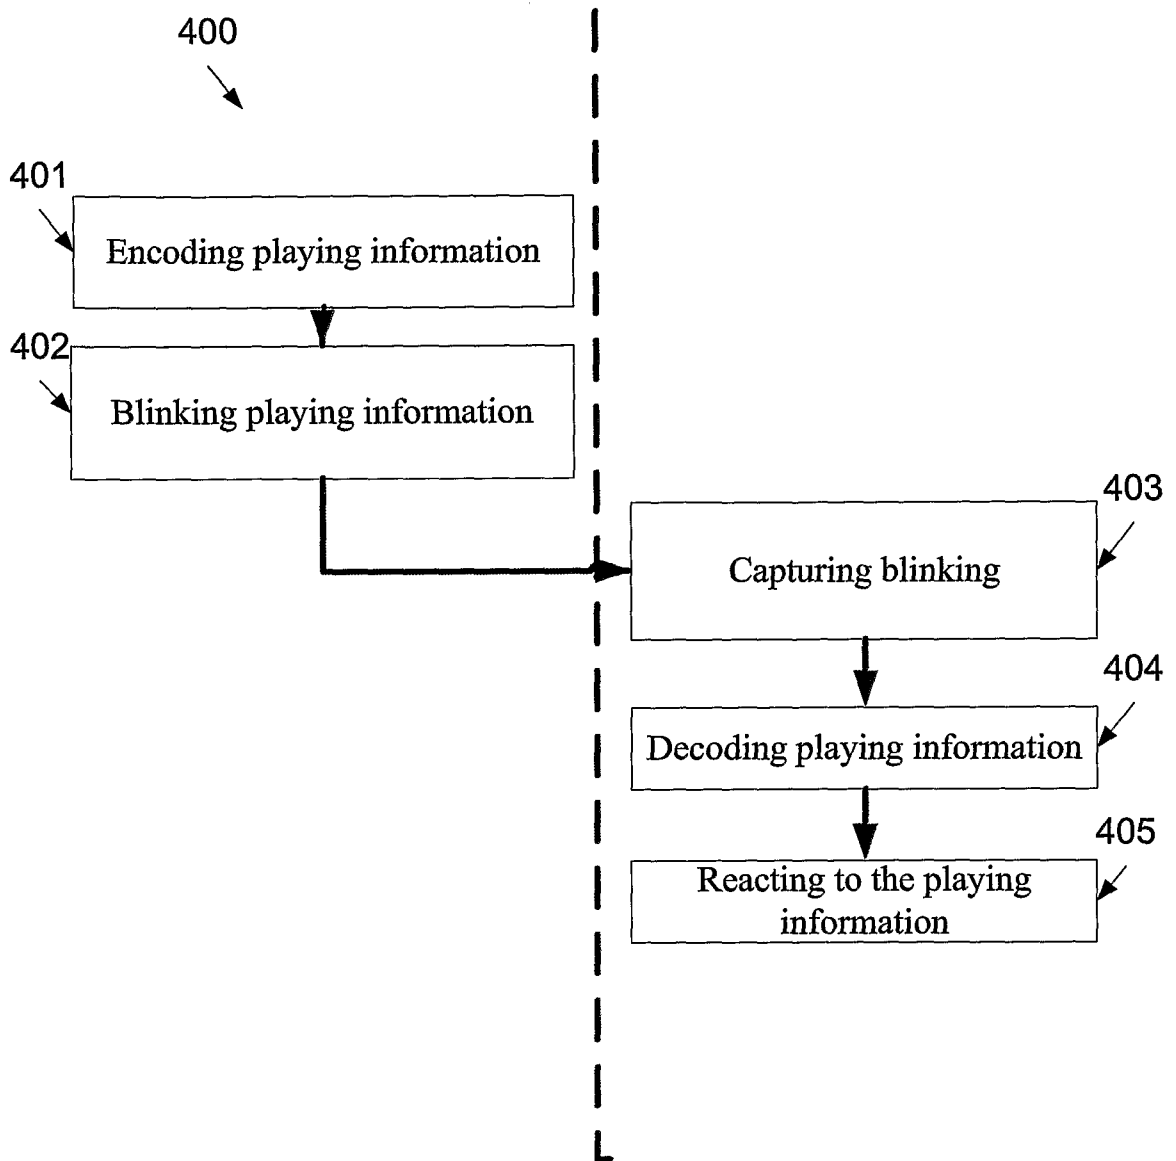 400
401
Encoding playing information
402
Blinking playing information
403
Capturing blinking
404
Decoding playing information
405
Reacting to the playing
information